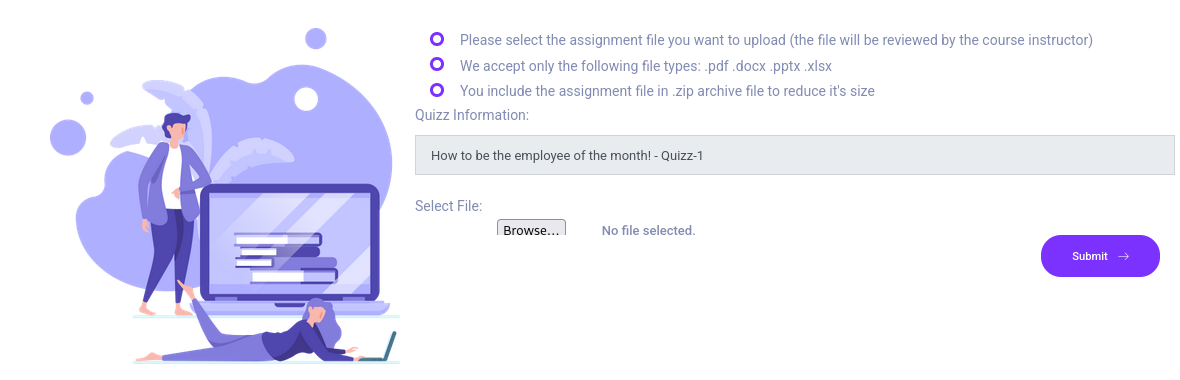 Please select the assignment file you want to upload (the file will be reviewed by the course instructor)
We accept only the following file types: .pdf .docx .pptx .xlsx
You include the assignment file in .zip archive file to reduce it's size
Quizz Information:
How to be the employee of the month! - Quizz-1
Select File:
Browse... No file selected.
Submit →